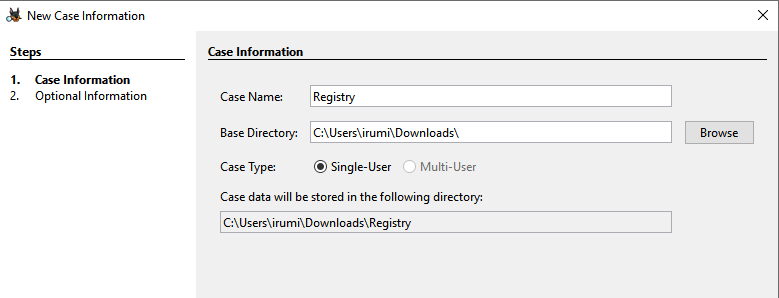 New Case Information
Steps
1. Case Information
2. Optional Information
Case Information
Case Name: Registry
Base Directory: C:\Users\irumi\Downloads\ Browse
Case Type: Single-User Multi-User
Case data will be stored in the following directory:
C:\Users\irumi\Downloads\Registry